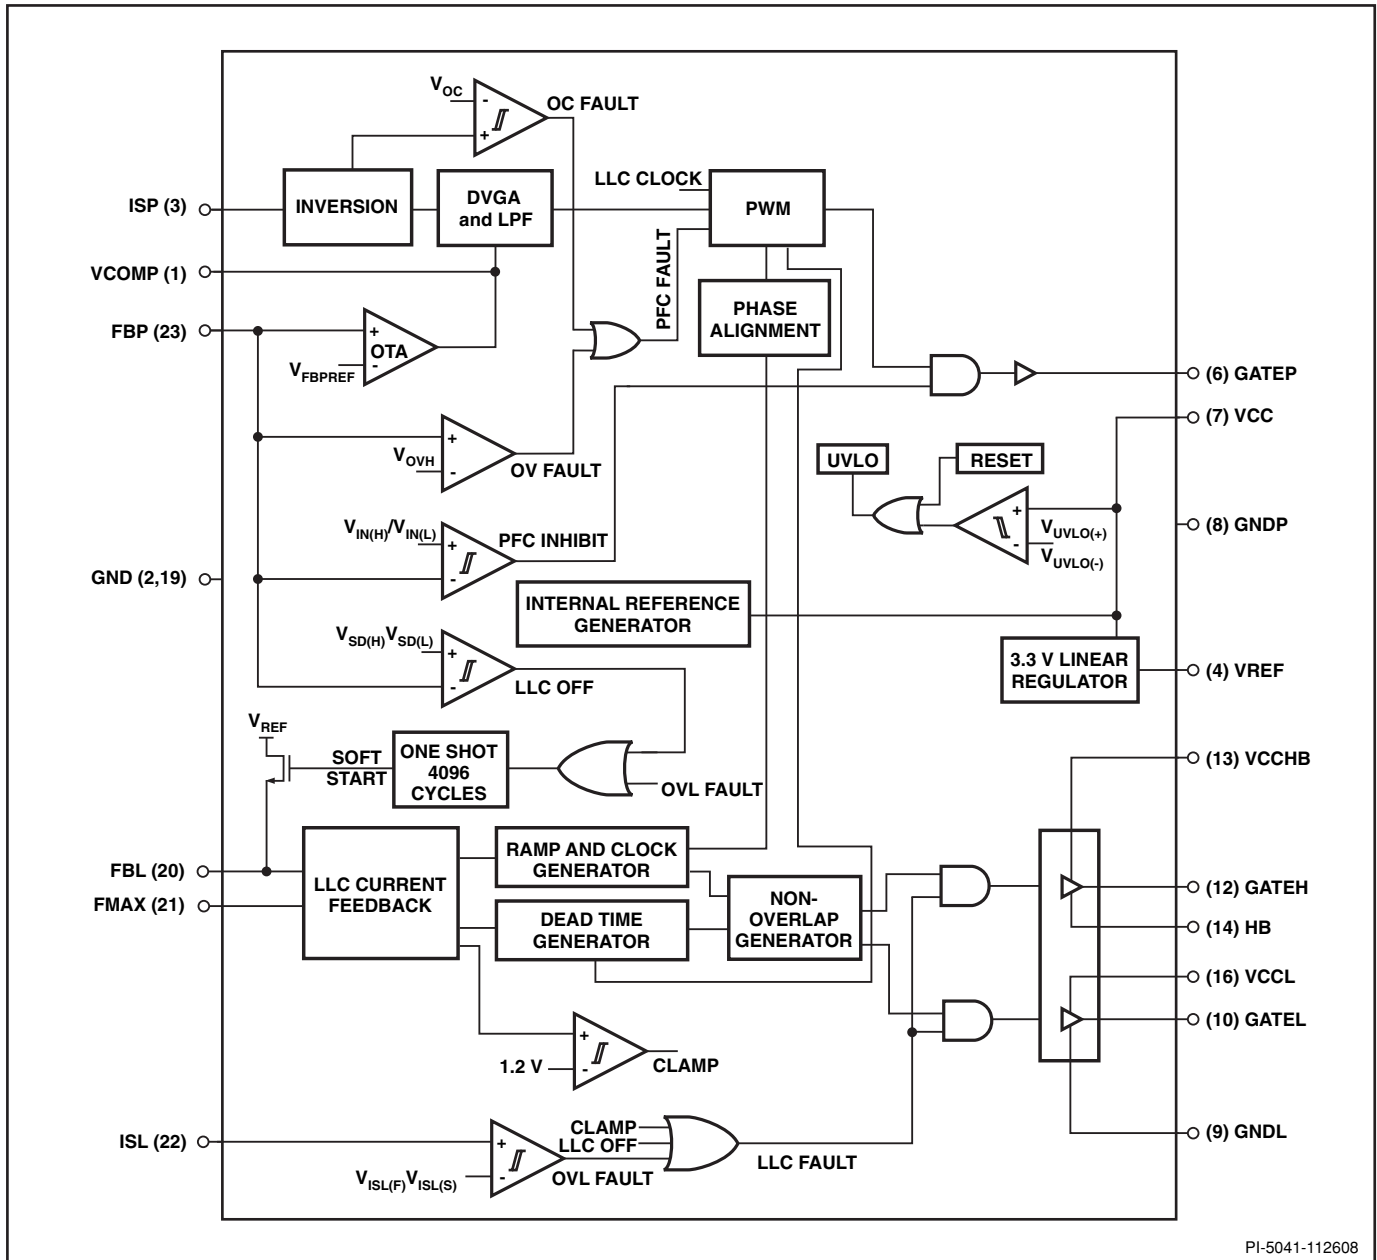 V_OC
-
+
OC FAULT
ISP (3)
INVERSION
DVGA
and LPF
LLC CLOCK
PWM
VCOMP (1)
PFC FAULT
PHASE
ALIGNMENT
FBP (23)
+
OTA
-
V_FBPREF
(6) GATEP
(7) VCC
+
V_OVH
-
OV FAULT
UVLO
RESET
+
V_UVLO(+)
-
V_UVLO(-)
(8) GNDP
V_IN(H)/V_IN(L)
+
-
PFC INHIBIT
GND (2,19)
INTERNAL REFERENCE
GENERATOR
V_SD(H)V_SD(L)
+
-
LLC OFF
3.3 V LINEAR
REGULATOR
(4) VREF
V_REF
SOFT
START
ONE SHOT
4096
CYCLES
OVL FAULT
(13) VCCHB
FBL (20)
FMAX (21)
LLC CURRENT
FEEDBACK
RAMP AND CLOCK
GENERATOR
DEAD TIME
GENERATOR
NON-
OVERLAP
GENERATOR
(12) GATEH
(14) HB
(16) VCCL
(10) GATEL
+
1.2 V
-
CLAMP
ISL (22)
+
-
V_ISL(F)V_ISL(S)
CLAMP
LLC OFF
OVL FAULT
LLC FAULT
(9) GNDL
PI-5041-112608